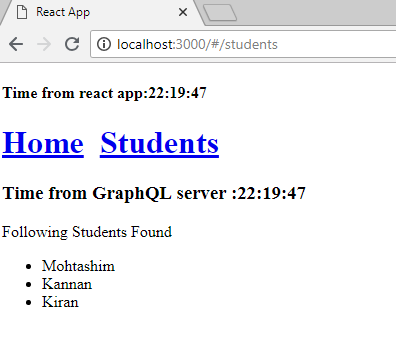 React App
localhost:3000/#/students
Time from react app:22:19:47
Home Students
Time from GraphQL server :22:19:47
Following Students Found
Mohtashim
Kannan
Kiran